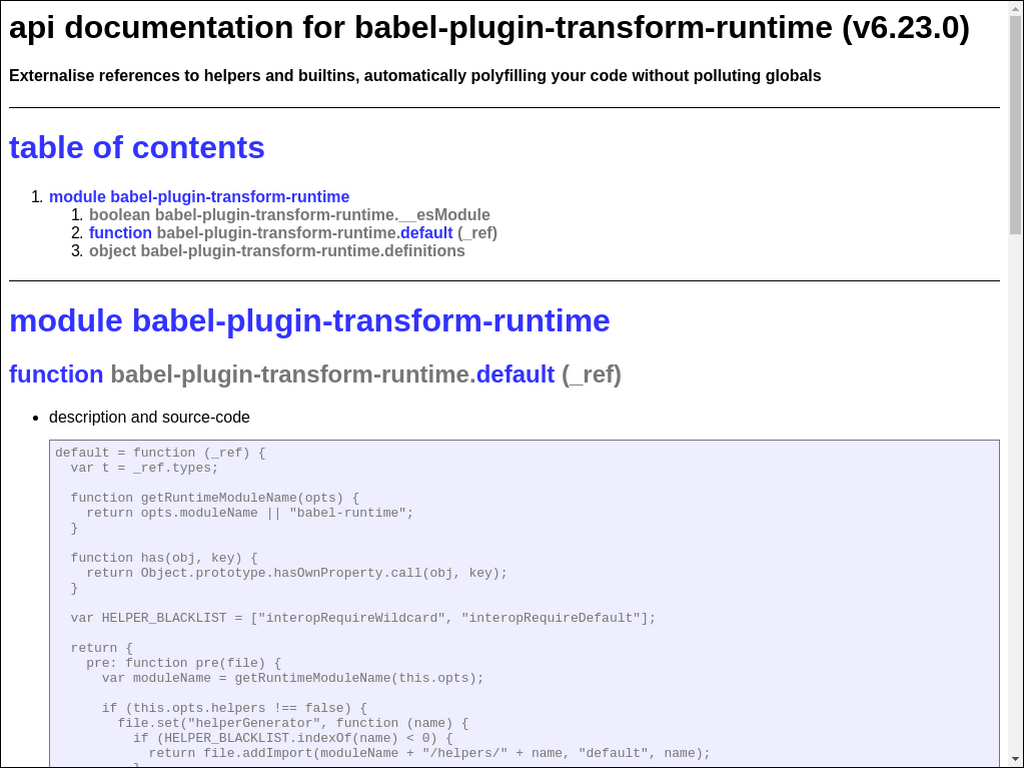 api documentation for babel-plugin-transform-runtime (v6.23.0)
Externalise references to helpers and builtins, automatically polyfilling your code without polluting globals
table of contents
1. module babel-plugin-transform-runtime
1. boolean babel-plugin-transform-runtime.__esModule
2. function babel-plugin-transform-runtime.default (_ref)
3. object babel-plugin-transform-runtime.definitions
module babel-plugin-transform-runtime
function babel-plugin-transform-runtime.default (_ref)
• description and source-code
default = function (_ref) {
  var t = _ref.types;
  function getRuntimeModuleName(opts) {
    return opts.moduleName || "babel-runtime";
  }
  function has(obj, key) {
    return Object.prototype.hasOwnProperty.call(obj, key);
  }
  var HELPER_BLACKLIST = ["interopRequireWildcard", "interopRequireDefault"];
  return {
    pre: function pre(file) {
      var moduleName = getRuntimeModuleName(this.opts);
      if (this.opts.helpers !== false) {
        file.set("helperGenerator", function (name) {
          if (HELPER_BLACKLIST.indexOf(name) < 0) {
            return file.addImport(moduleName + "/helpers/" + name, "default", name);
          }